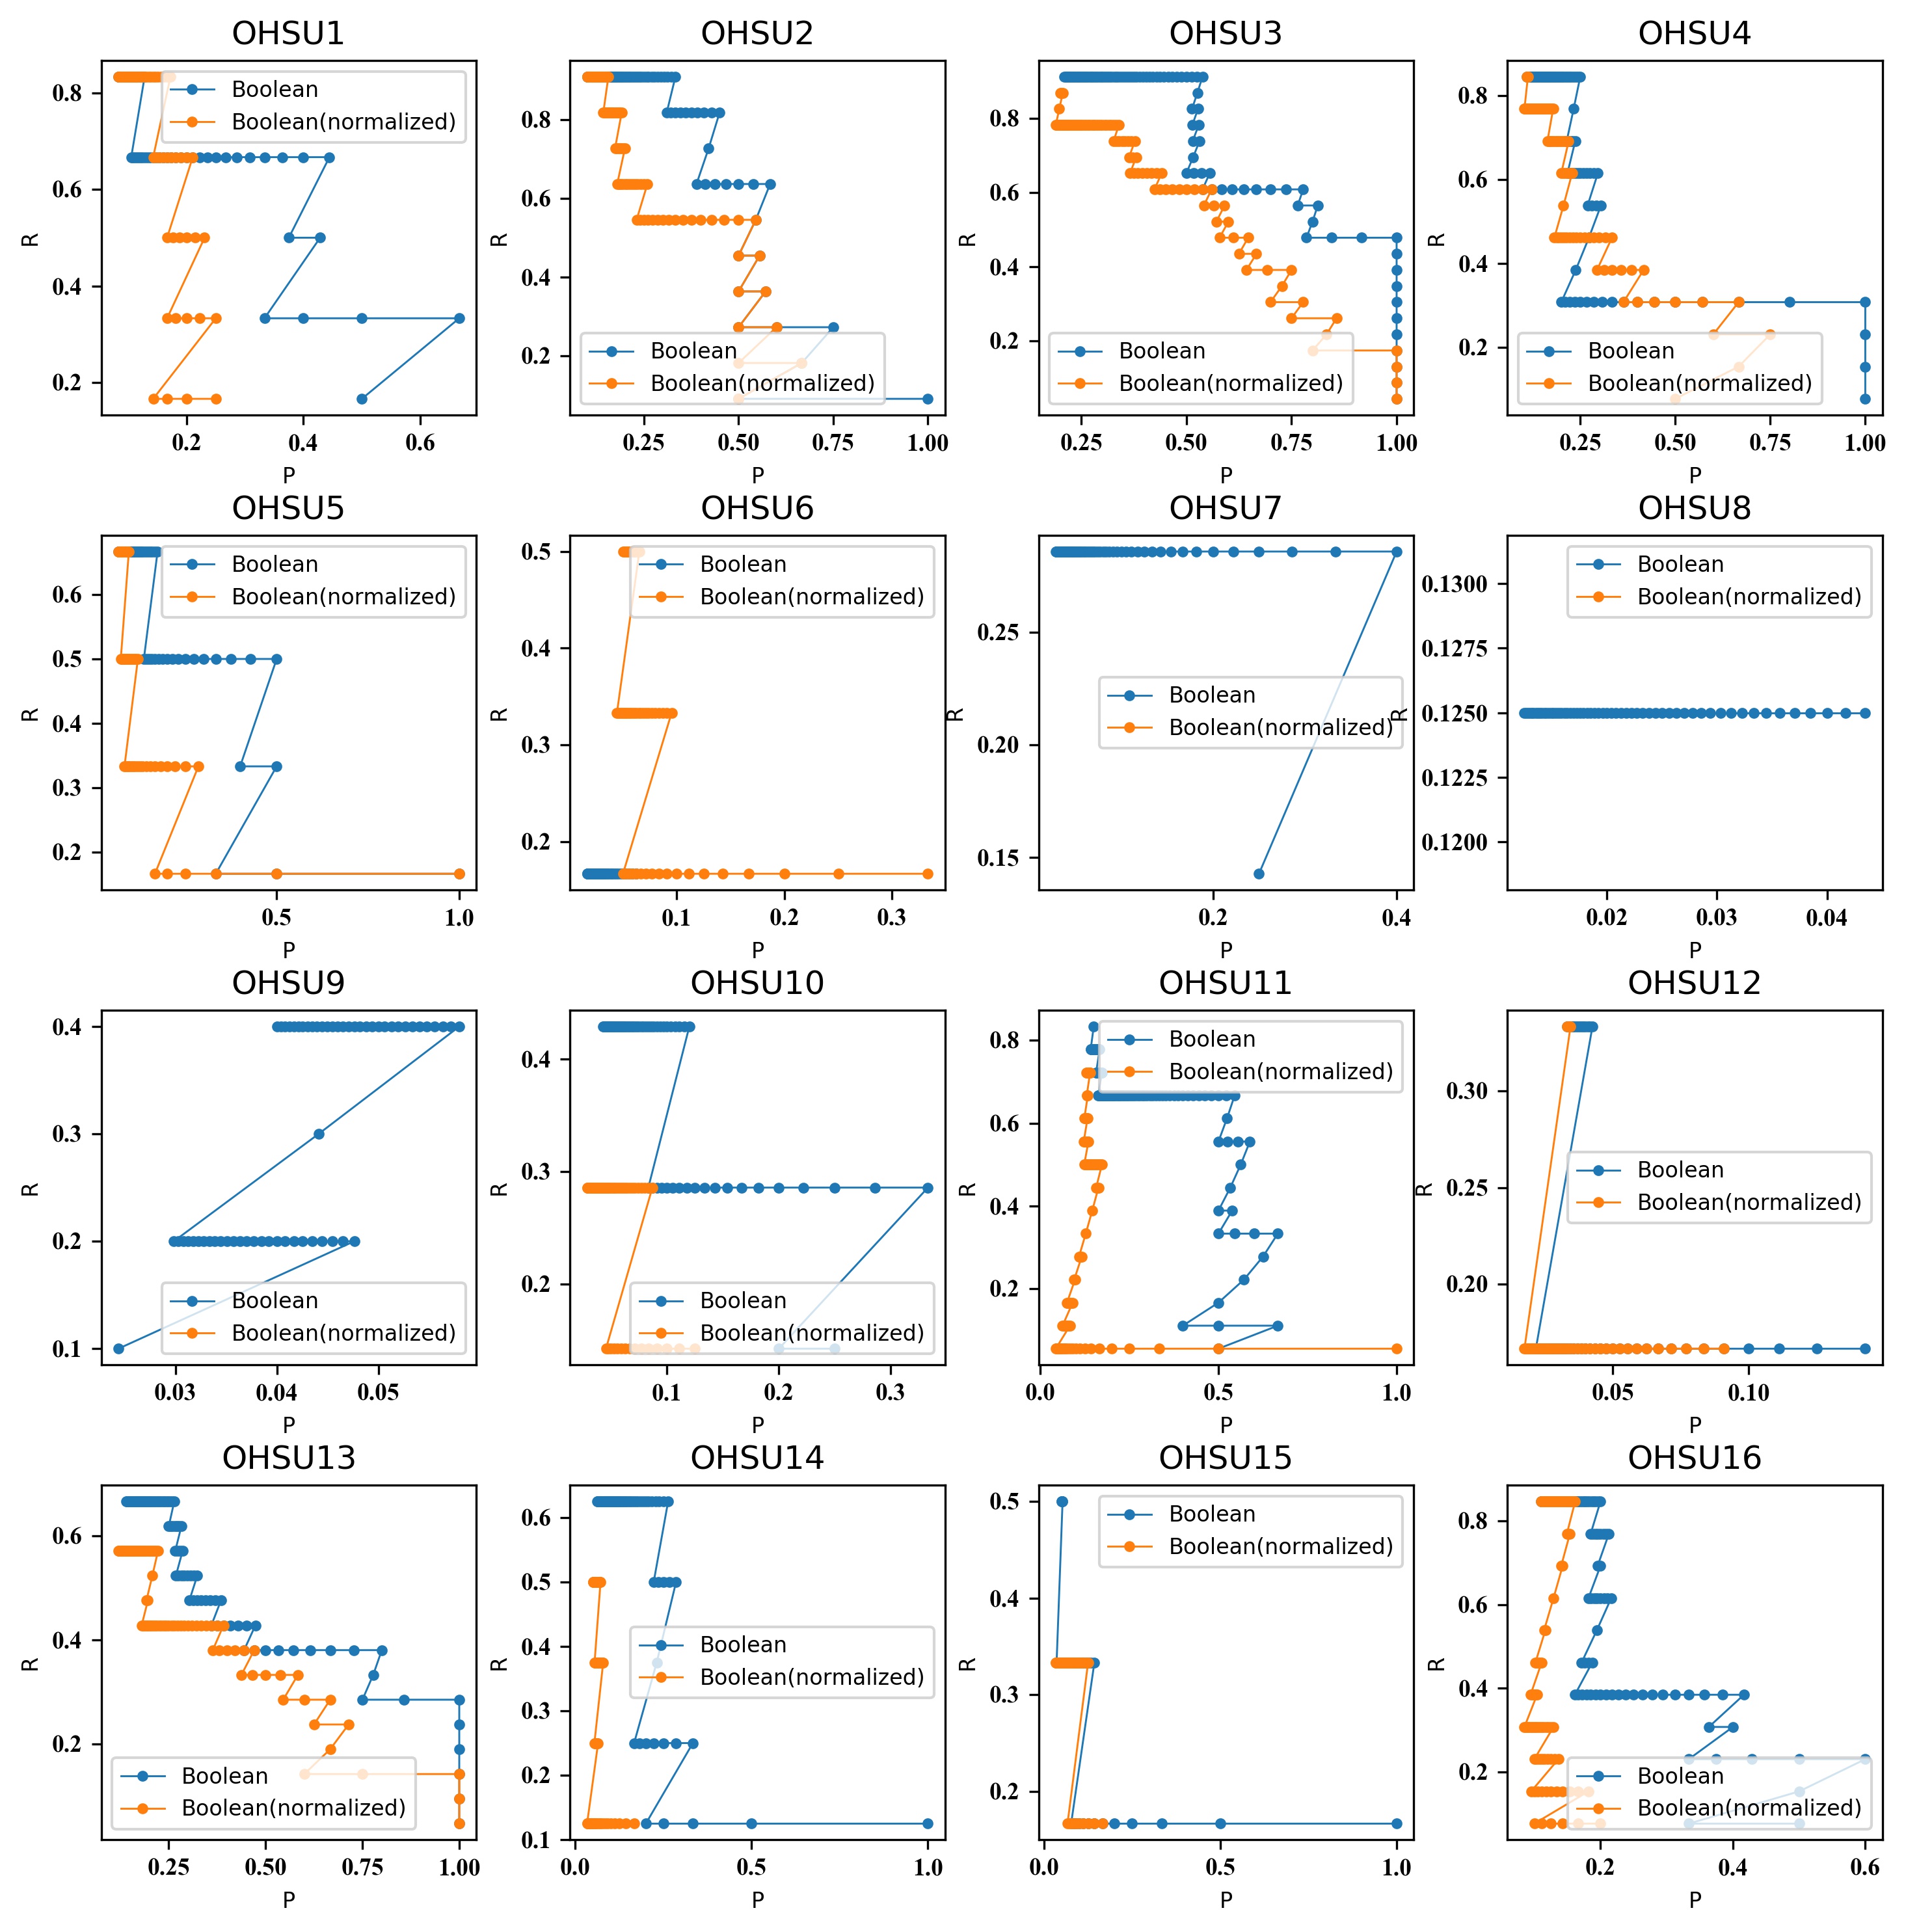 OHSU1
0.8
0.6
0.4
0.2
R
0.2 0.4 0.6
P
Boolean
Boolean(normalized)
OHSU2
0.8
0.6
0.4
0.2
R
0.25 0.50 0.75 1.00
P
Boolean
Boolean(normalized)
OHSU3
0.8
0.6
0.4
0.2
R
0.25 0.50 0.75 1.00
P
Boolean
Boolean(normalized)
OHSU4
0.8
0.6
0.4
0.2
R
0.25 0.50 0.75 1.00
P
Boolean
Boolean(normalized)
OHSU5
0.6
0.5
0.4
0.3
0.2
R
0.5 1.0
P
Boolean
Boolean(normalized)
OHSU6
0.5
0.4
0.3
0.2
R
0.1 0.2 0.3
P
Boolean
Boolean(normalized)
OHSU7
0.25
0.20
0.15
R
0.2 0.4
P
Boolean
Boolean(normalized)
OHSU8
0.1300
0.1275
0.1250
0.1225
0.1200
R
0.02 0.03 0.04
P
Boolean
Boolean(normalized)
OHSU9
0.4
0.3
0.2
0.1
R
0.03 0.04 0.05
P
Boolean
Boolean(normalized)
OHSU10
0.4
0.3
0.2
R
0.1 0.2 0.3
P
Boolean
Boolean(normalized)
OHSU11
0.8
0.6
0.4
0.2
R
0.0 0.5 1.0
P
Boolean
Boolean(normalized)
OHSU12
0.30
0.25
0.20
R
0.05 0.10
P
Boolean
Boolean(normalized)
OHSU13
0.6
0.4
0.2
R
0.25 0.50 0.75 1.00
P
Boolean
Boolean(normalized)
OHSU14
0.6
0.5
0.4
0.3
0.2
0.1
R
0.0 0.5 1.0
P
Boolean
Boolean(normalized)
OHSU15
0.5
0.4
0.3
0.2
R
0.0 0.5 1.0
P
Boolean
Boolean(normalized)
OHSU16
0.8
0.6
0.4
0.2
R
0.2 0.4 0.6
P
Boolean
Boolean(normalized)